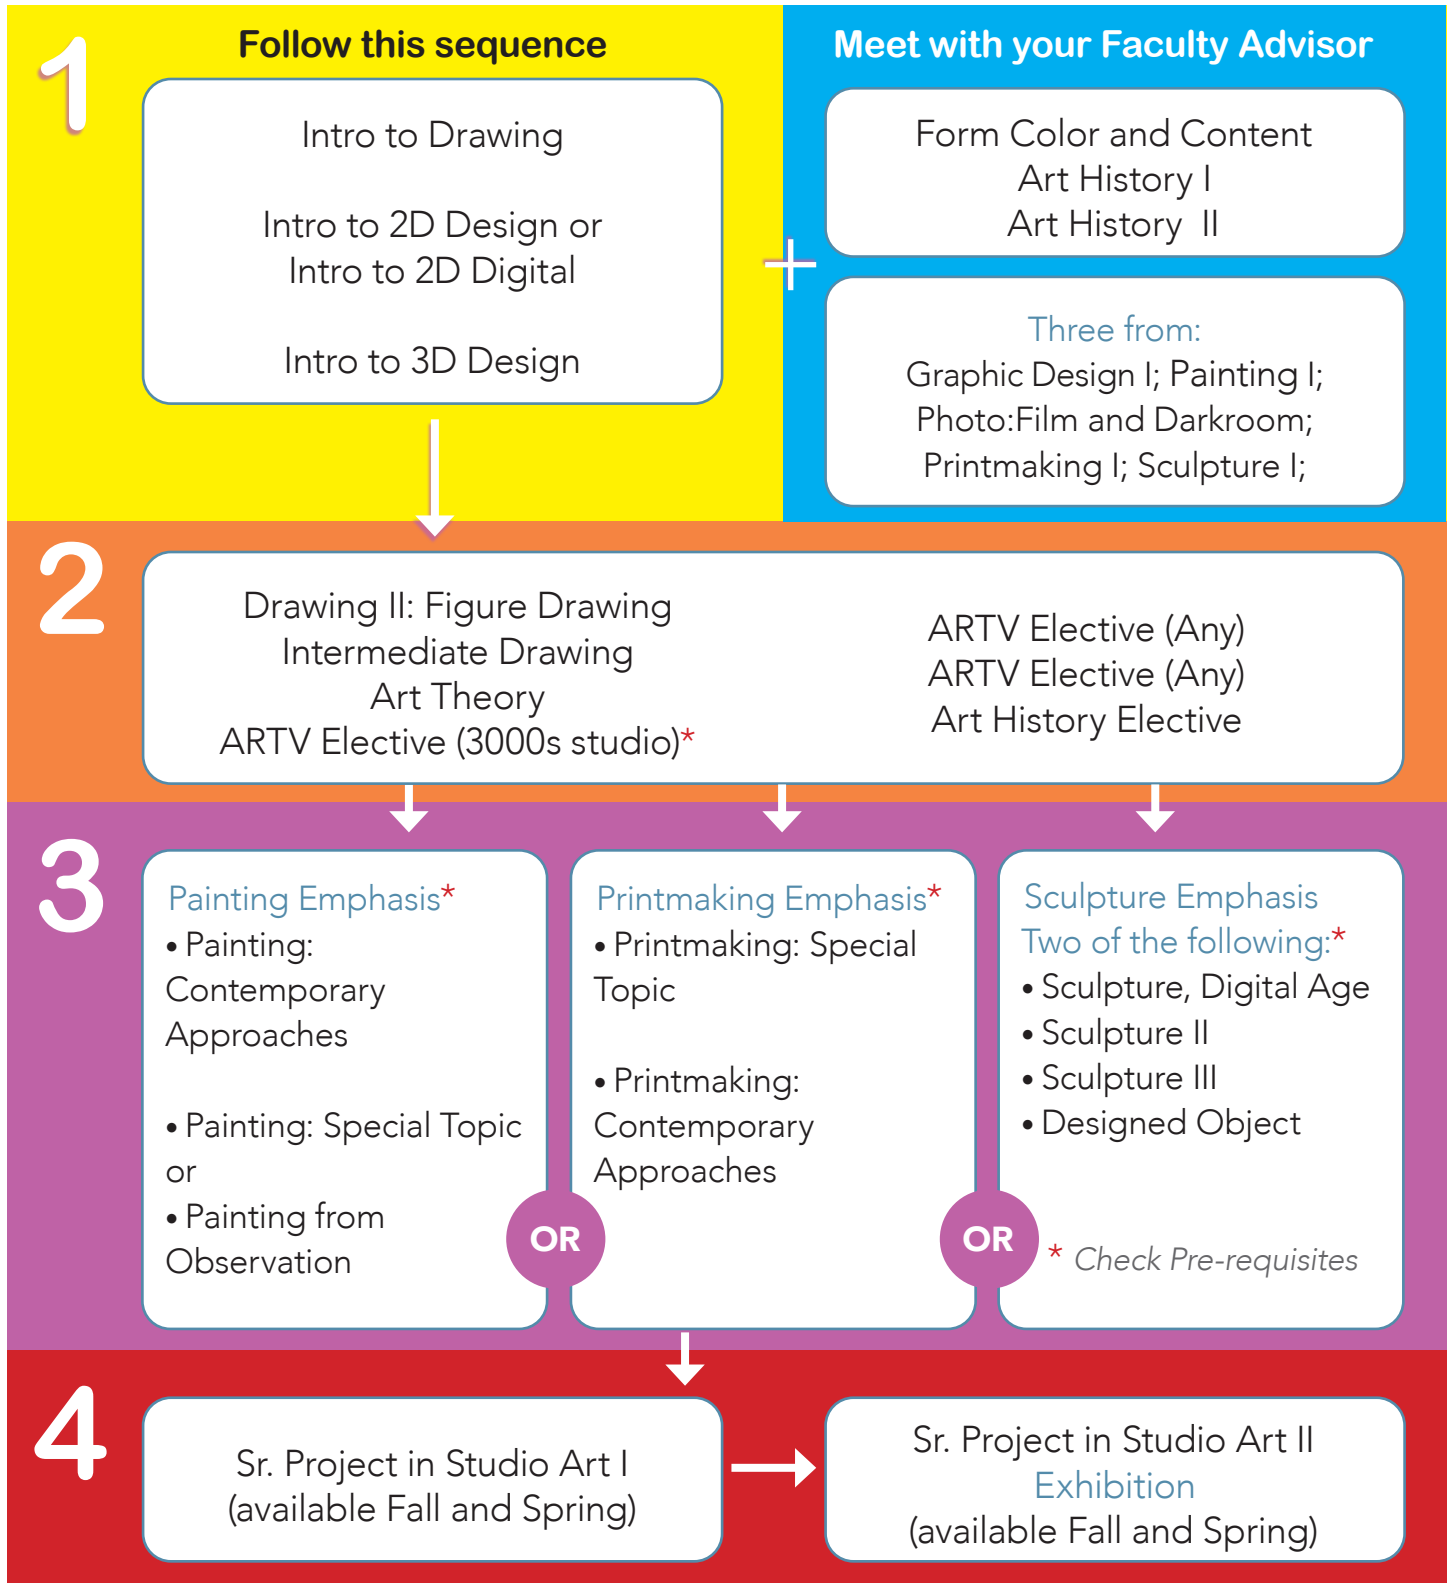 1
Follow this sequence
Intro to Drawing
Intro to 2D Design or
Intro to 2D Digital
Intro to 3D Design
+
Meet with your Faculty Advisor
Form Color and Content
Art History I
Art History  II
Three from:
Graphic Design I; Painting I;
Photo:Film and Darkroom;
Printmaking I; Sculpture I;
2
Drawing II: Figure Drawing
Intermediate Drawing
Art Theory
ARTV Elective (3000s studio)*
ARTV Elective (Any)
ARTV Elective (Any)
Art History Elective
3
Painting Emphasis*
• Painting:
Contemporary
Approaches
• Painting: Special Topic
or
• Painting from
Observation
OR
Printmaking Emphasis*
• Printmaking: Special
Topic
• Printmaking:
Contemporary
Approaches
OR
Sculpture Emphasis
Two of the following:*
• Sculpture, Digital Age
• Sculpture II
• Sculpture III
• Designed Object
* Check Pre-requisites
4
Sr. Project in Studio Art I
(available Fall and Spring)
Sr. Project in Studio Art II
Exhibition
(available Fall and Spring)